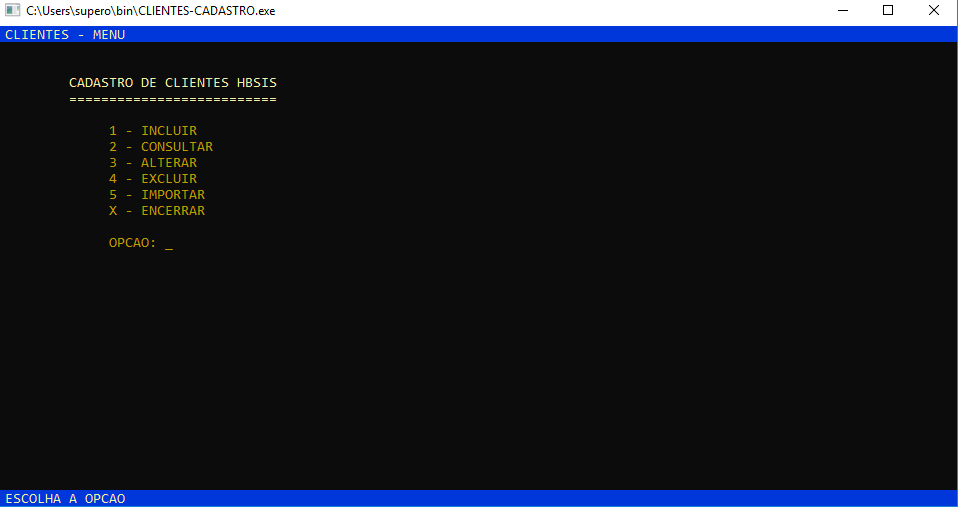 C:\Users\supero\bin\CLIENTES-CADASTRO.exe
CLIENTES - MENU
CADASTRO DE CLIENTES HBSIS
==========================
1 - INCLUIR
2 - CONSULTAR
3 - ALTERAR
4 - EXCLUIR
5 - IMPORTAR
X - ENCERRAR
OPCAO: _
ESCOLHA A OPCAO